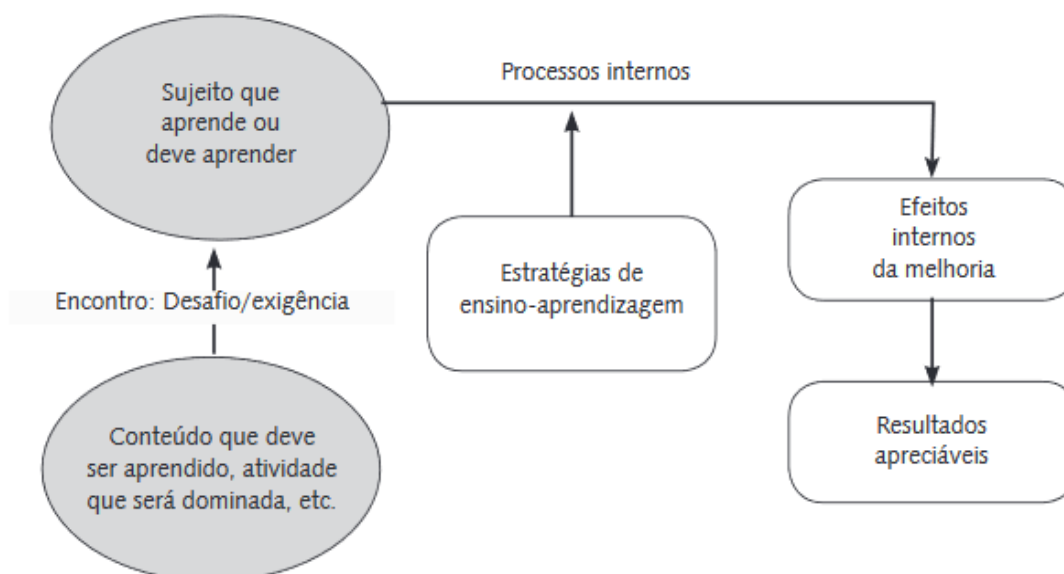 Sujeito que
aprende ou
deve aprender
Processos internos
Efeitos
internos
da melhoria
Estratégias de
ensino-aprendizagem
Encontro: Desafio/exigência
Conteúdo que deve
ser aprendido, atividade
que será dominada, etc.
Resultados
apreciáveis